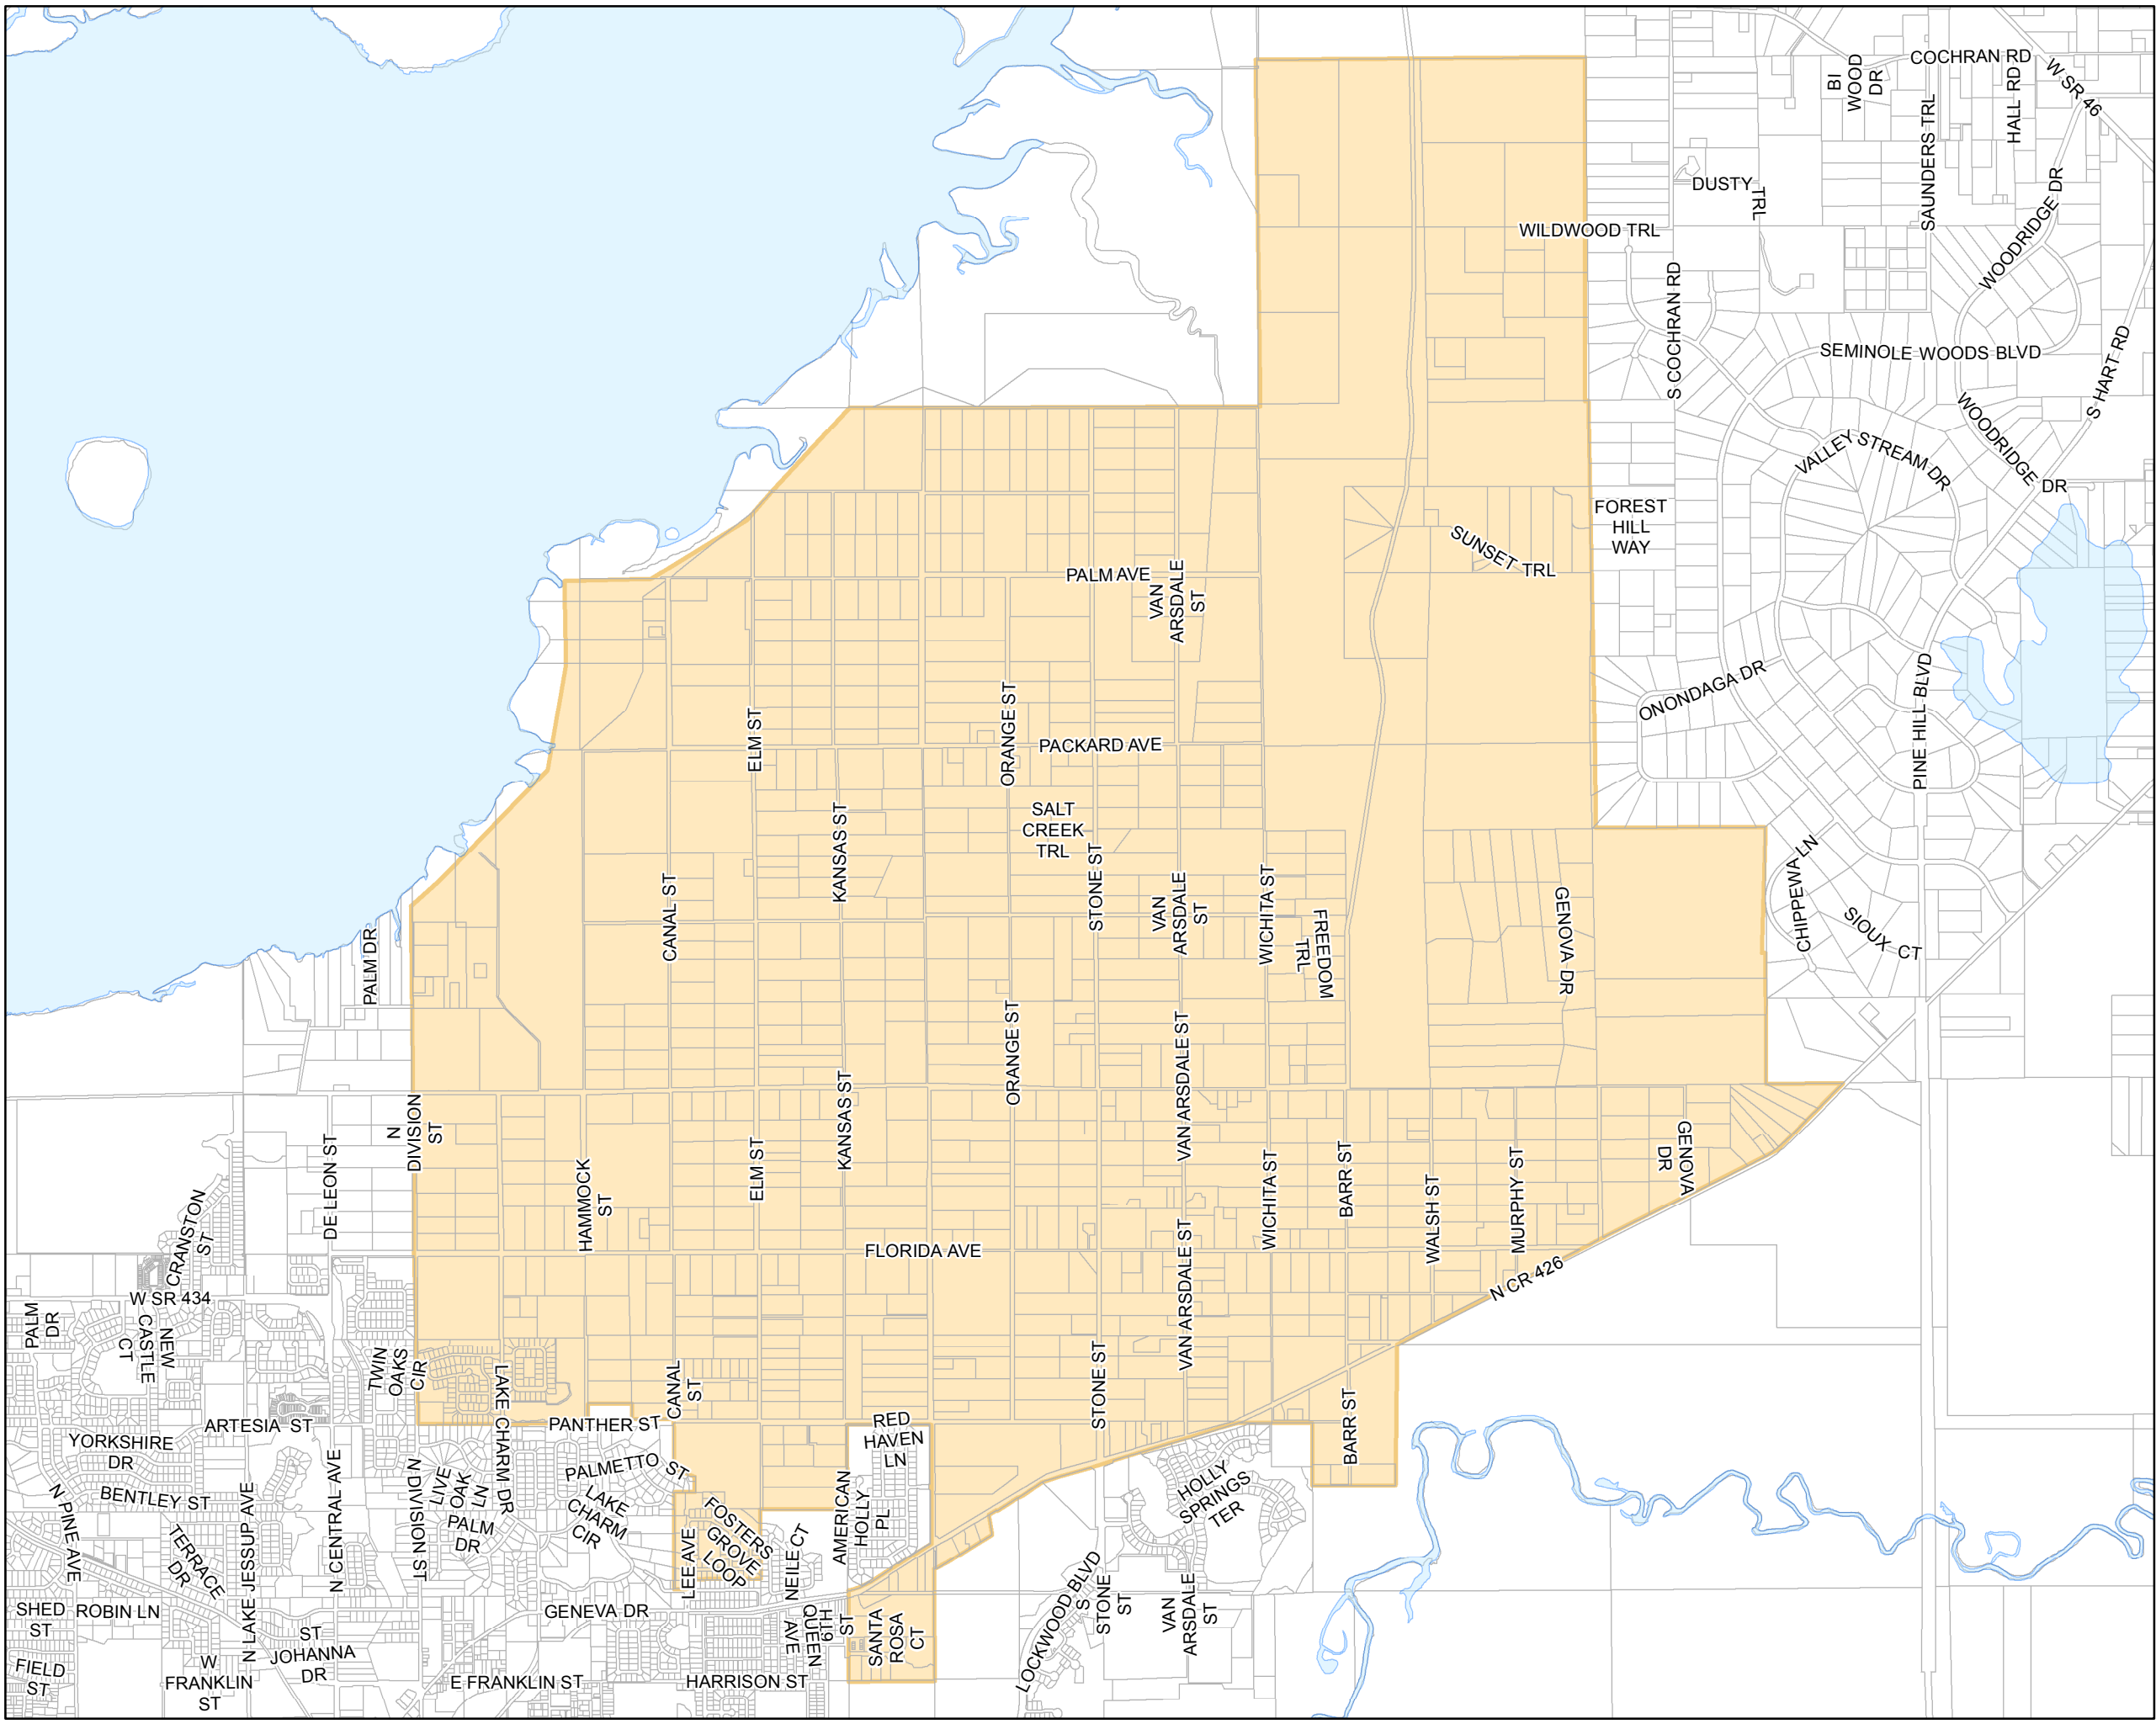 COCHRAN RD
W SR 46
BI
WOOD
DR
HALL RD
SAUNDERS TRL
DUSTY
TRL
WOODRIDGE DR
WILDWOOD TRL
S COCHRAN RD
SEMINOLE WOODS BLVD
S HART RD
WOODRIDGE
DR
VALLEY STREAM DR
FOREST
HILL
WAY
SUNSET TRL
PALM AVE
VAN
ARSDALE
ST
ONONDAGA DR
PINE HILL BLVD
ORANGE ST
ELM ST
PACKARD AVE
SALT
CREEK
TRL
KANSAS ST
STONE ST
CANAL ST
VAN
ARSDALE
ST
WICHITA ST
FREEDOM
TRL
GENOVA DR
CHIPPEWA LN
SIOUX CT
PALM DR
ORANGE ST
VAN ARSDALE ST
KANSAS ST
N
DIVISION
ST
DE LEON ST
HAMMOCK
ST
ELM ST
WICHITA ST
BARR ST
WALSH ST
MURPHY ST
GENOVA
DR
CRANSTON
ST
FLORIDA AVE
VAN ARSDALE ST
N CR 426
W SR 434
PALM
DR
NEW
CASTLE
CT
TWIN
OAKS
CIR
LAKE CHARM DR
CANAL
ST
STONE ST
BARR ST
ARTESIA ST
PANTHER ST
RED
HAVEN
LN
YORKSHIRE
DR
PALMETTO ST
BENTLEY ST
N PINE AVE
N LAKE JESSUP AVE
N CENTRAL AVE
N DIVISION ST
LIVE
OAK
LN
PALM
DR
LAKE
CHARM
CIR
FOSTERS
GROVE
LOOP
LEE AVE
NEILE CT
AMERICAN
HOLLY
PL
HOLLY
SPRINGS
TER
TERRACE
DR
LOCKWOOD BLVD
S
STONE
ST
VAN
ARSDALE
ST
SHED
ST
ROBIN LN
GENEVA DR
ST
JOHANNA
DR
QUEEN
AVE
H19
ST
SANTA
ROSA
CT
FIELD
ST
W
FRANKLIN
ST
E FRANKLIN ST
HARRISON ST